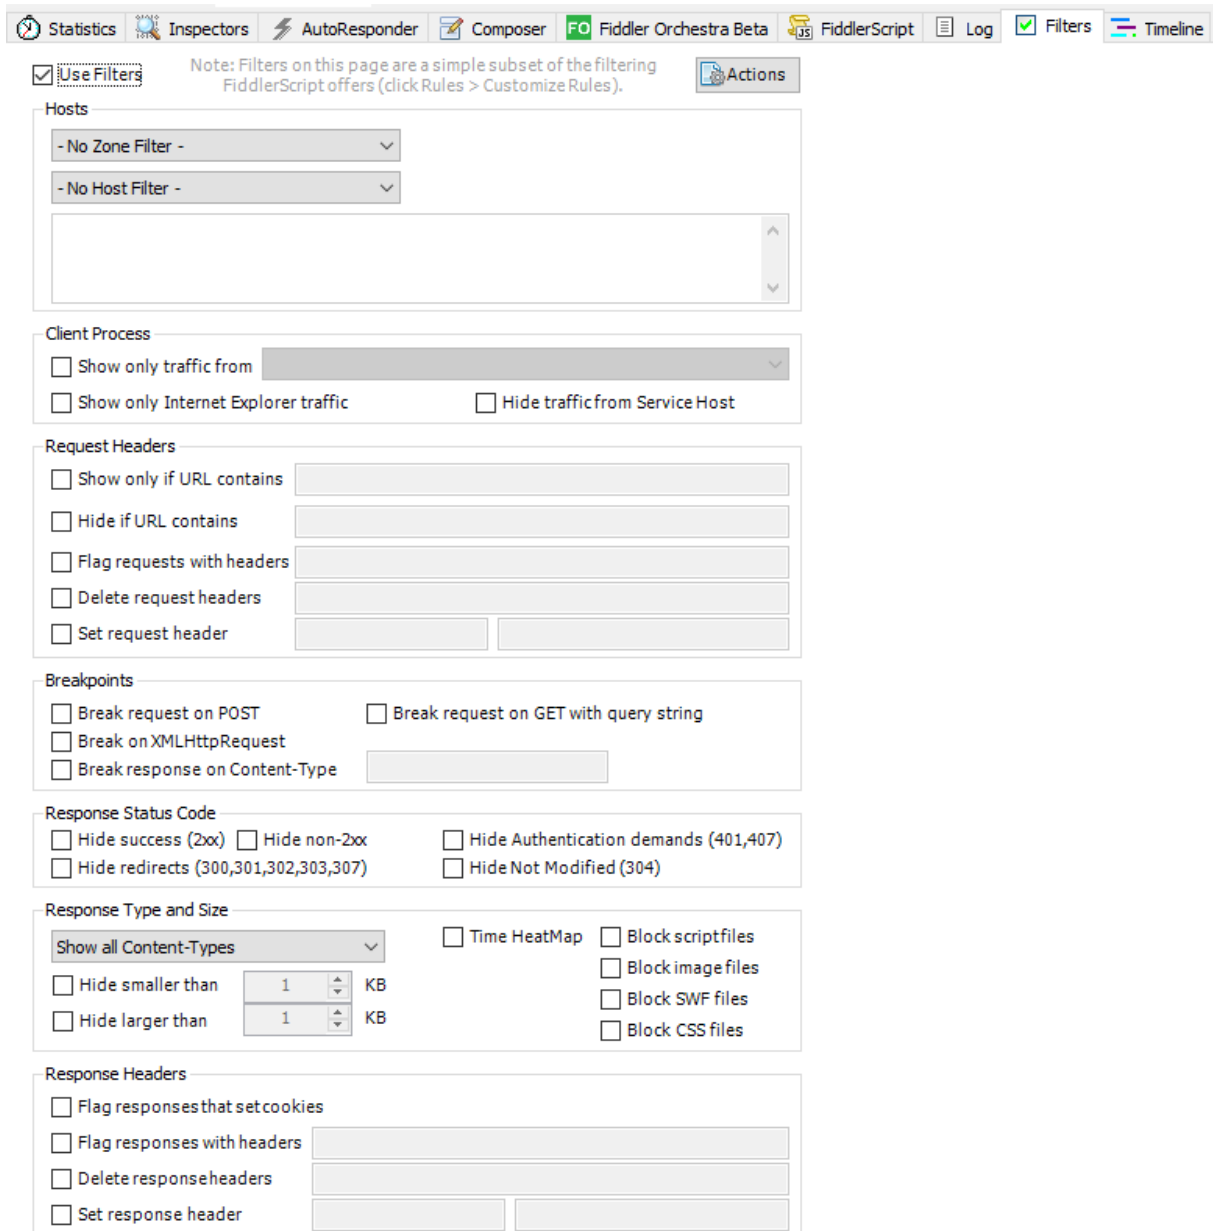 Statistics Inspectors AutoResponder Composer FO Fiddler Orchestra Beta JS FiddlerScript Log Filters Timeline
Use Filters
Note: Filters on this page are a simple subset of the filtering
FiddlerScript offers (click Rules > Customize Rules).
Actions
Hosts
- No Zone Filter -
- No Host Filter -
Client Process
Show only traffic from
Show only Internet Explorer traffic Hide traffic from Service Host
Request Headers
Show only if URL contains
Hide if URL contains
Flag requests with headers
Delete request headers
Set request header
Breakpoints
Break request on POST Break request on GET with query string
Break on XMLHttpRequest
Break response on Content-Type
Response Status Code
Hide success (2xx) Hide non-2xx Hide Authentication demands (401,407)
Hide redirects (300,301,302,303,307) Hide Not Modified (304)
Response Type and Size
Show all Content-Types Time HeatMap Block script files
Block image files
Hide smaller than 1 KB
Block SWF files
Hide larger than 1 KB
Block CSS files
Response Headers
Flag responses that set cookies
Flag responses with headers
Delete response headers
Set response header